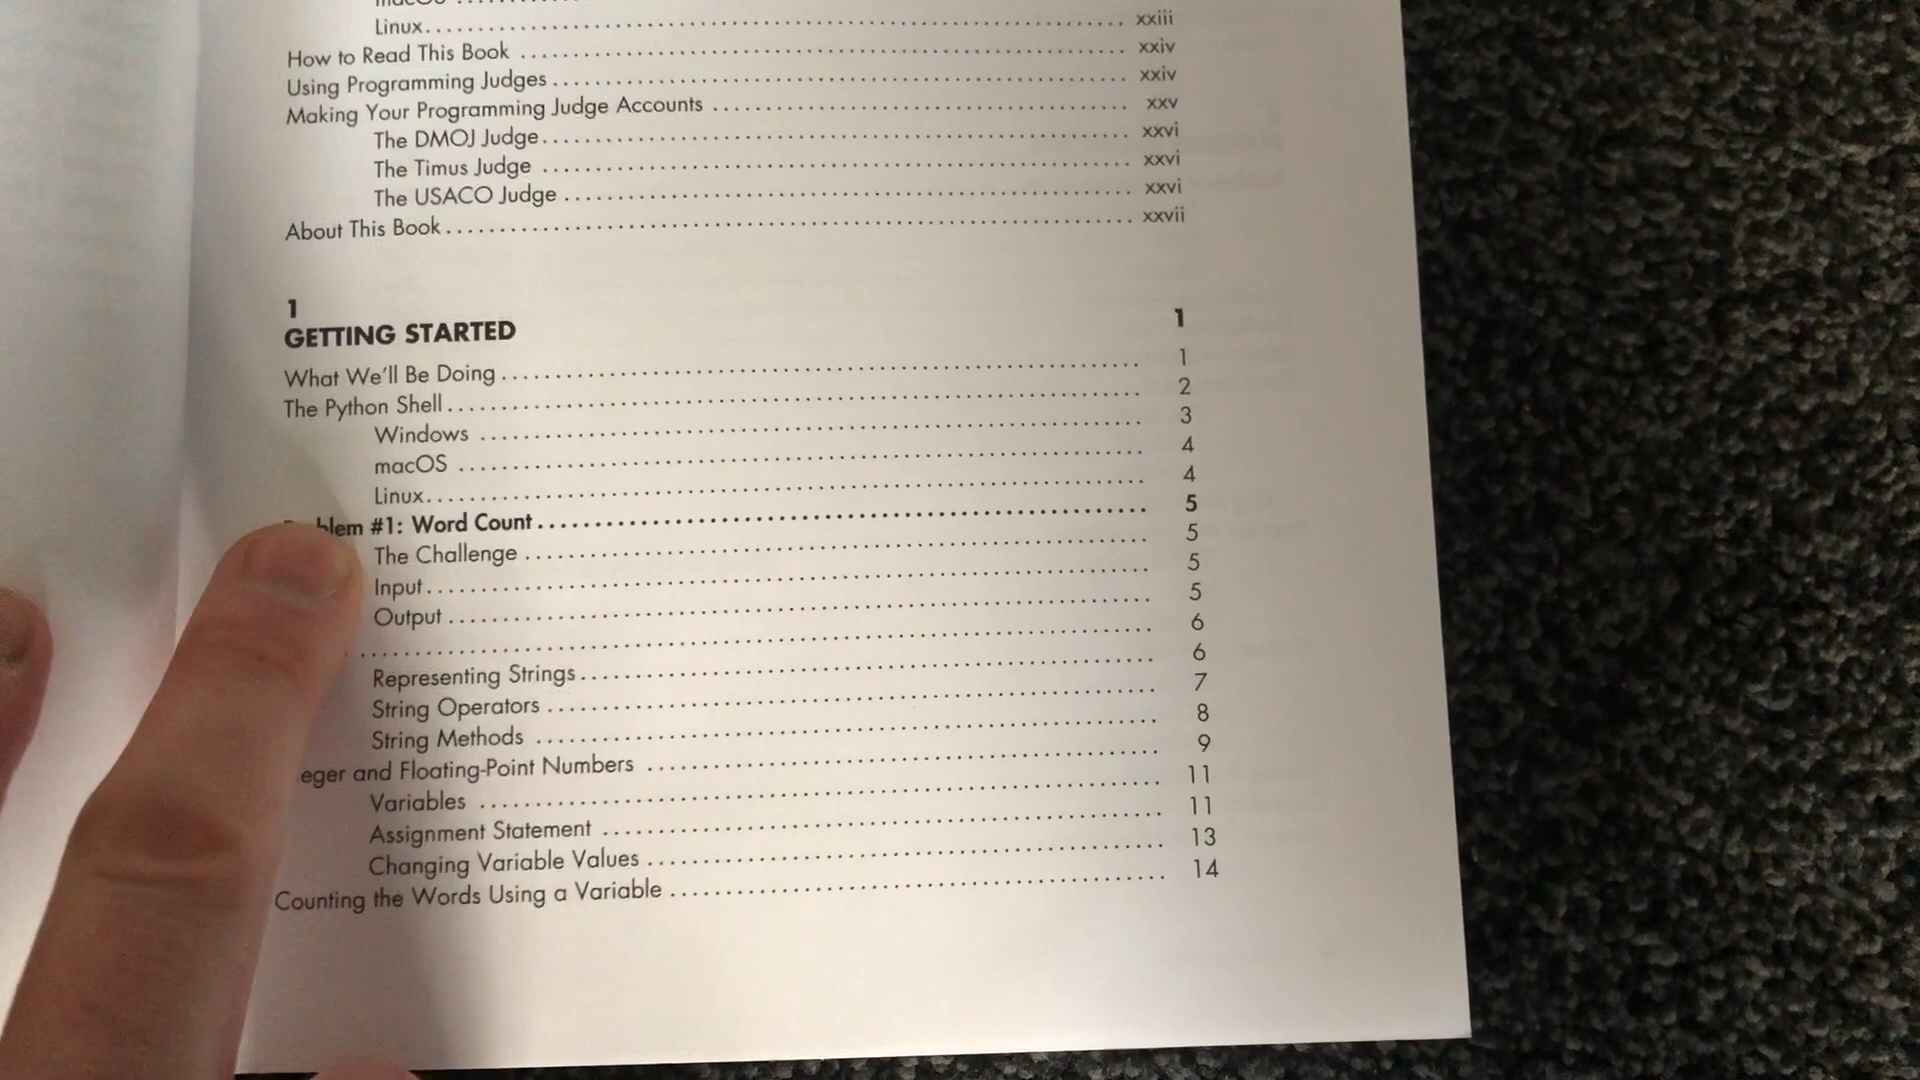 Linux........................................ xxiii
How to Read This Book ........................................ xxiv
Using Programming Judges........................................ xxiv
Making Your Programming Judge Accounts ........................................ xxv
The DMOJ Judge........................................ xxvi
The Timus Judge ........................................ xxvi
The USACO Judge ........................................ xxvi
About This Book........................................ xxvii
1
GETTING STARTED 1
What We'll Be Doing........................................ 1
The Python Shell........................................ 2
Windows ........................................ 3
macOS ........................................ 4
Linux........................................ 4
#1: Word Count........................................ 5
The Challenge ........................................ 5
Input........................................ 5
Output........................................ 5
........................................ 6
Representing Strings........................................ 6
String Operators ........................................ 7
String Methods ........................................ 8
and Floating-Point Numbers ........................................ 9
Variables ........................................ 11
Assignment Statement ........................................ 11
Changing Variable Values ........................................ 13
Counting the Words Using a Variable ........................................ 14